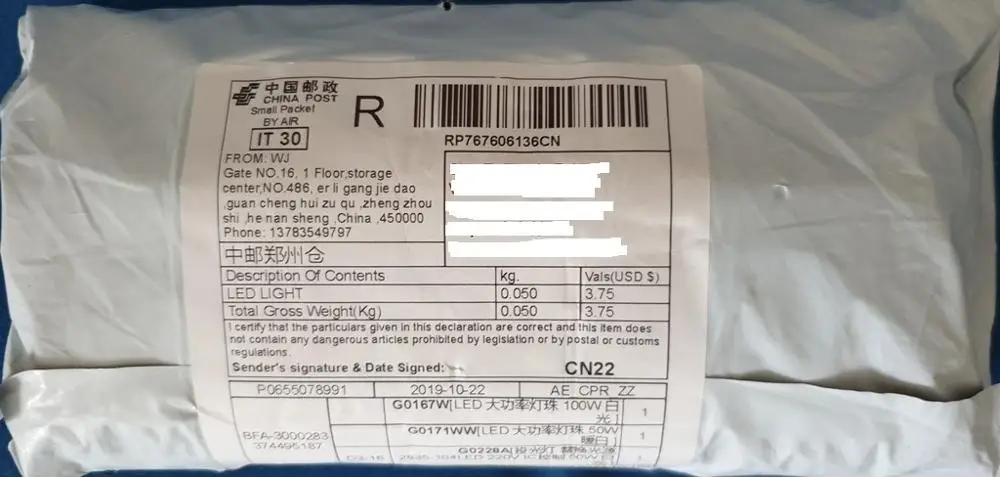 中国邮政
CHINA POST
Small Packet
BY AIR
IT 30
R
RP767606136CN
FROM: WJ
Gate NO.16, 1 Floor,storage
center,NO.486, er li gang jie dao
,guan cheng hui zu qu ,zheng zhou
shi ,he nan sheng ,China ,450000
Phone: 13783549797
中邮郑州仓
Description Of Contents kg. Vals(USD $)
LED LIGHT 0.050 3.75
Total Gross Weight(Kg) 0.050 3.75
I certify that the particulars given in this declaration are correct and this item does
not contain any dangerous articles prohibited by legislation or by postal or customs
regulations.
Sender's signature & Date Signed: CN22
P0655078991 2019-10-22 AE_CPR_ZZ
G0167W[LED 大功率灯珠 100W 白
光] 1
BFA-3000283
374495187
G0171WW[LED 大功率灯珠 50W
暖白] 1
G0228A[投光灯